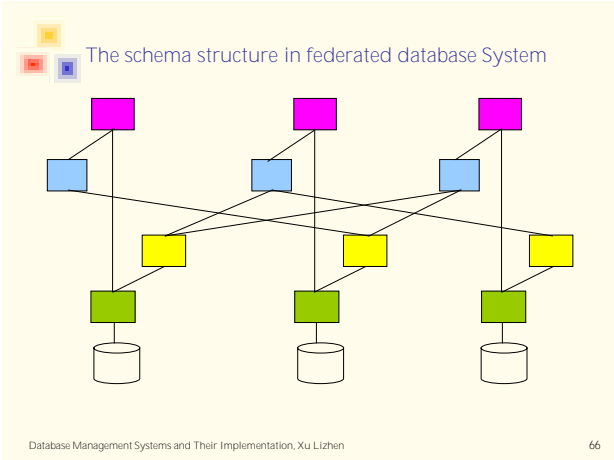 The schema structure in federated database System
Database Management Systems and Their Implementation, Xu Lizhen
66